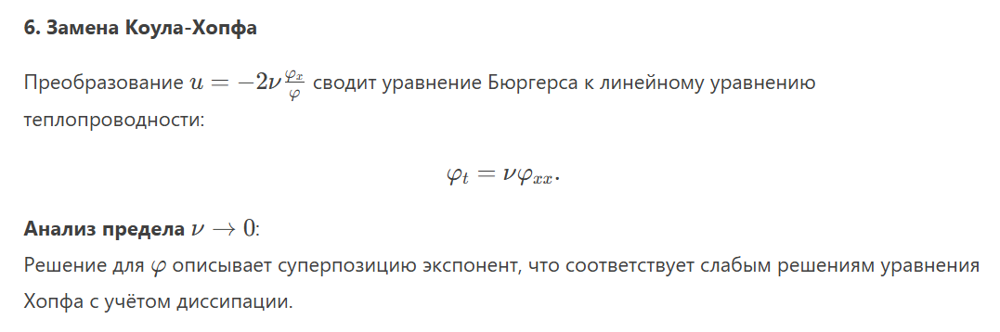 6. Замена Коула-Хопфа
Преобразование $u = -2\nu \frac{\varphi_x}{\varphi}$ сводит уравнение Бюргерса к линейному уравнению
теплопроводности:
$\varphi_t = \nu \varphi_{xx}.$
Анализ предела $\nu \to 0$:
Решение для $\varphi$ описывает суперпозицию экспонент, что соответствует слабым решениям уравнения
Хопфа с учётом диссипации.